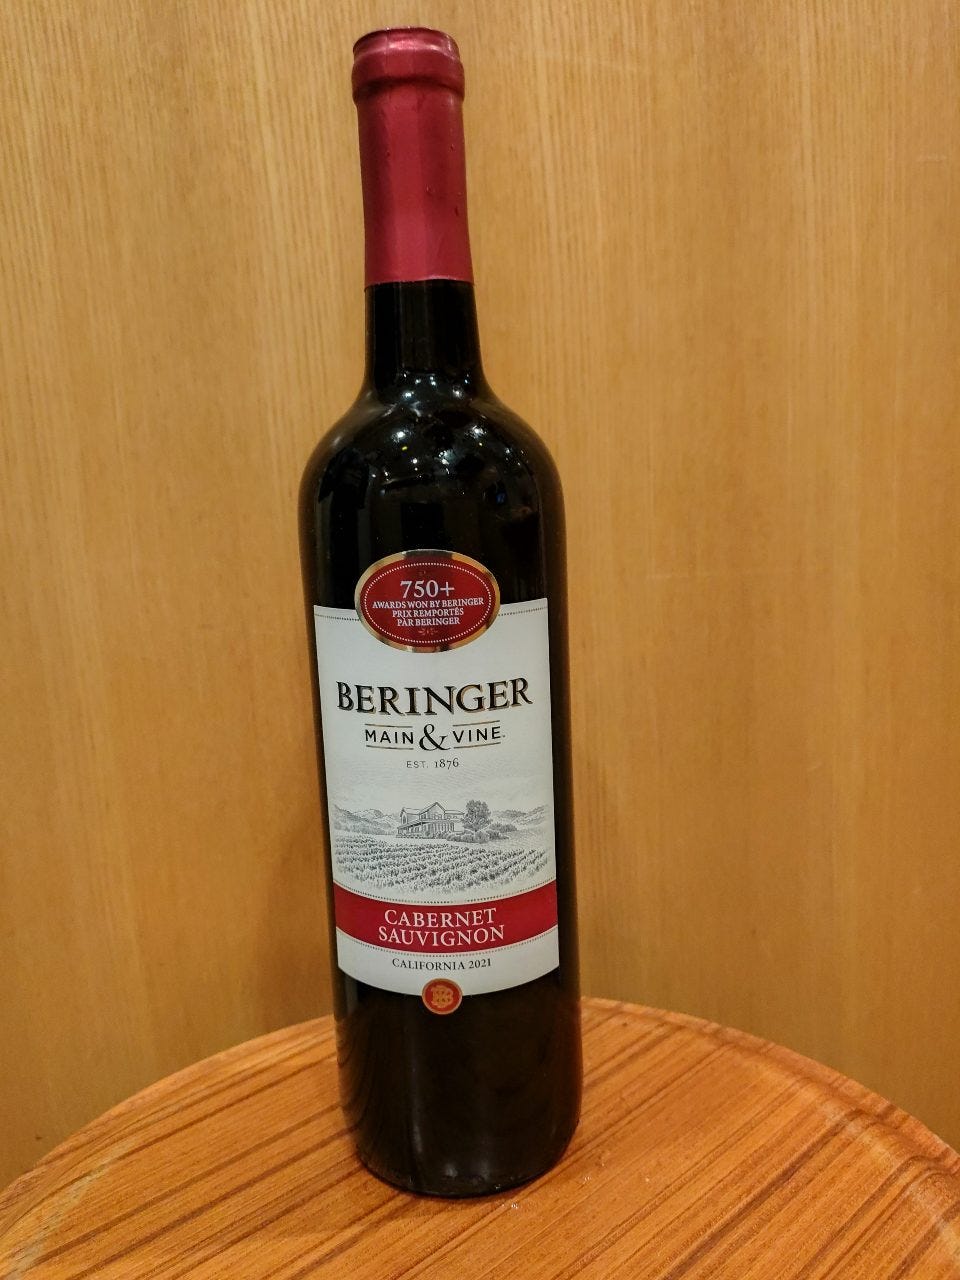 750+
AWARDS WON BY BERINGER
PRIX REMPORTÉS
PAR BERINGER
BERINGER
MAIN & VINE.
EST. 1876
CABERNET
SAUVIGNON
CALIFORNIA 2021